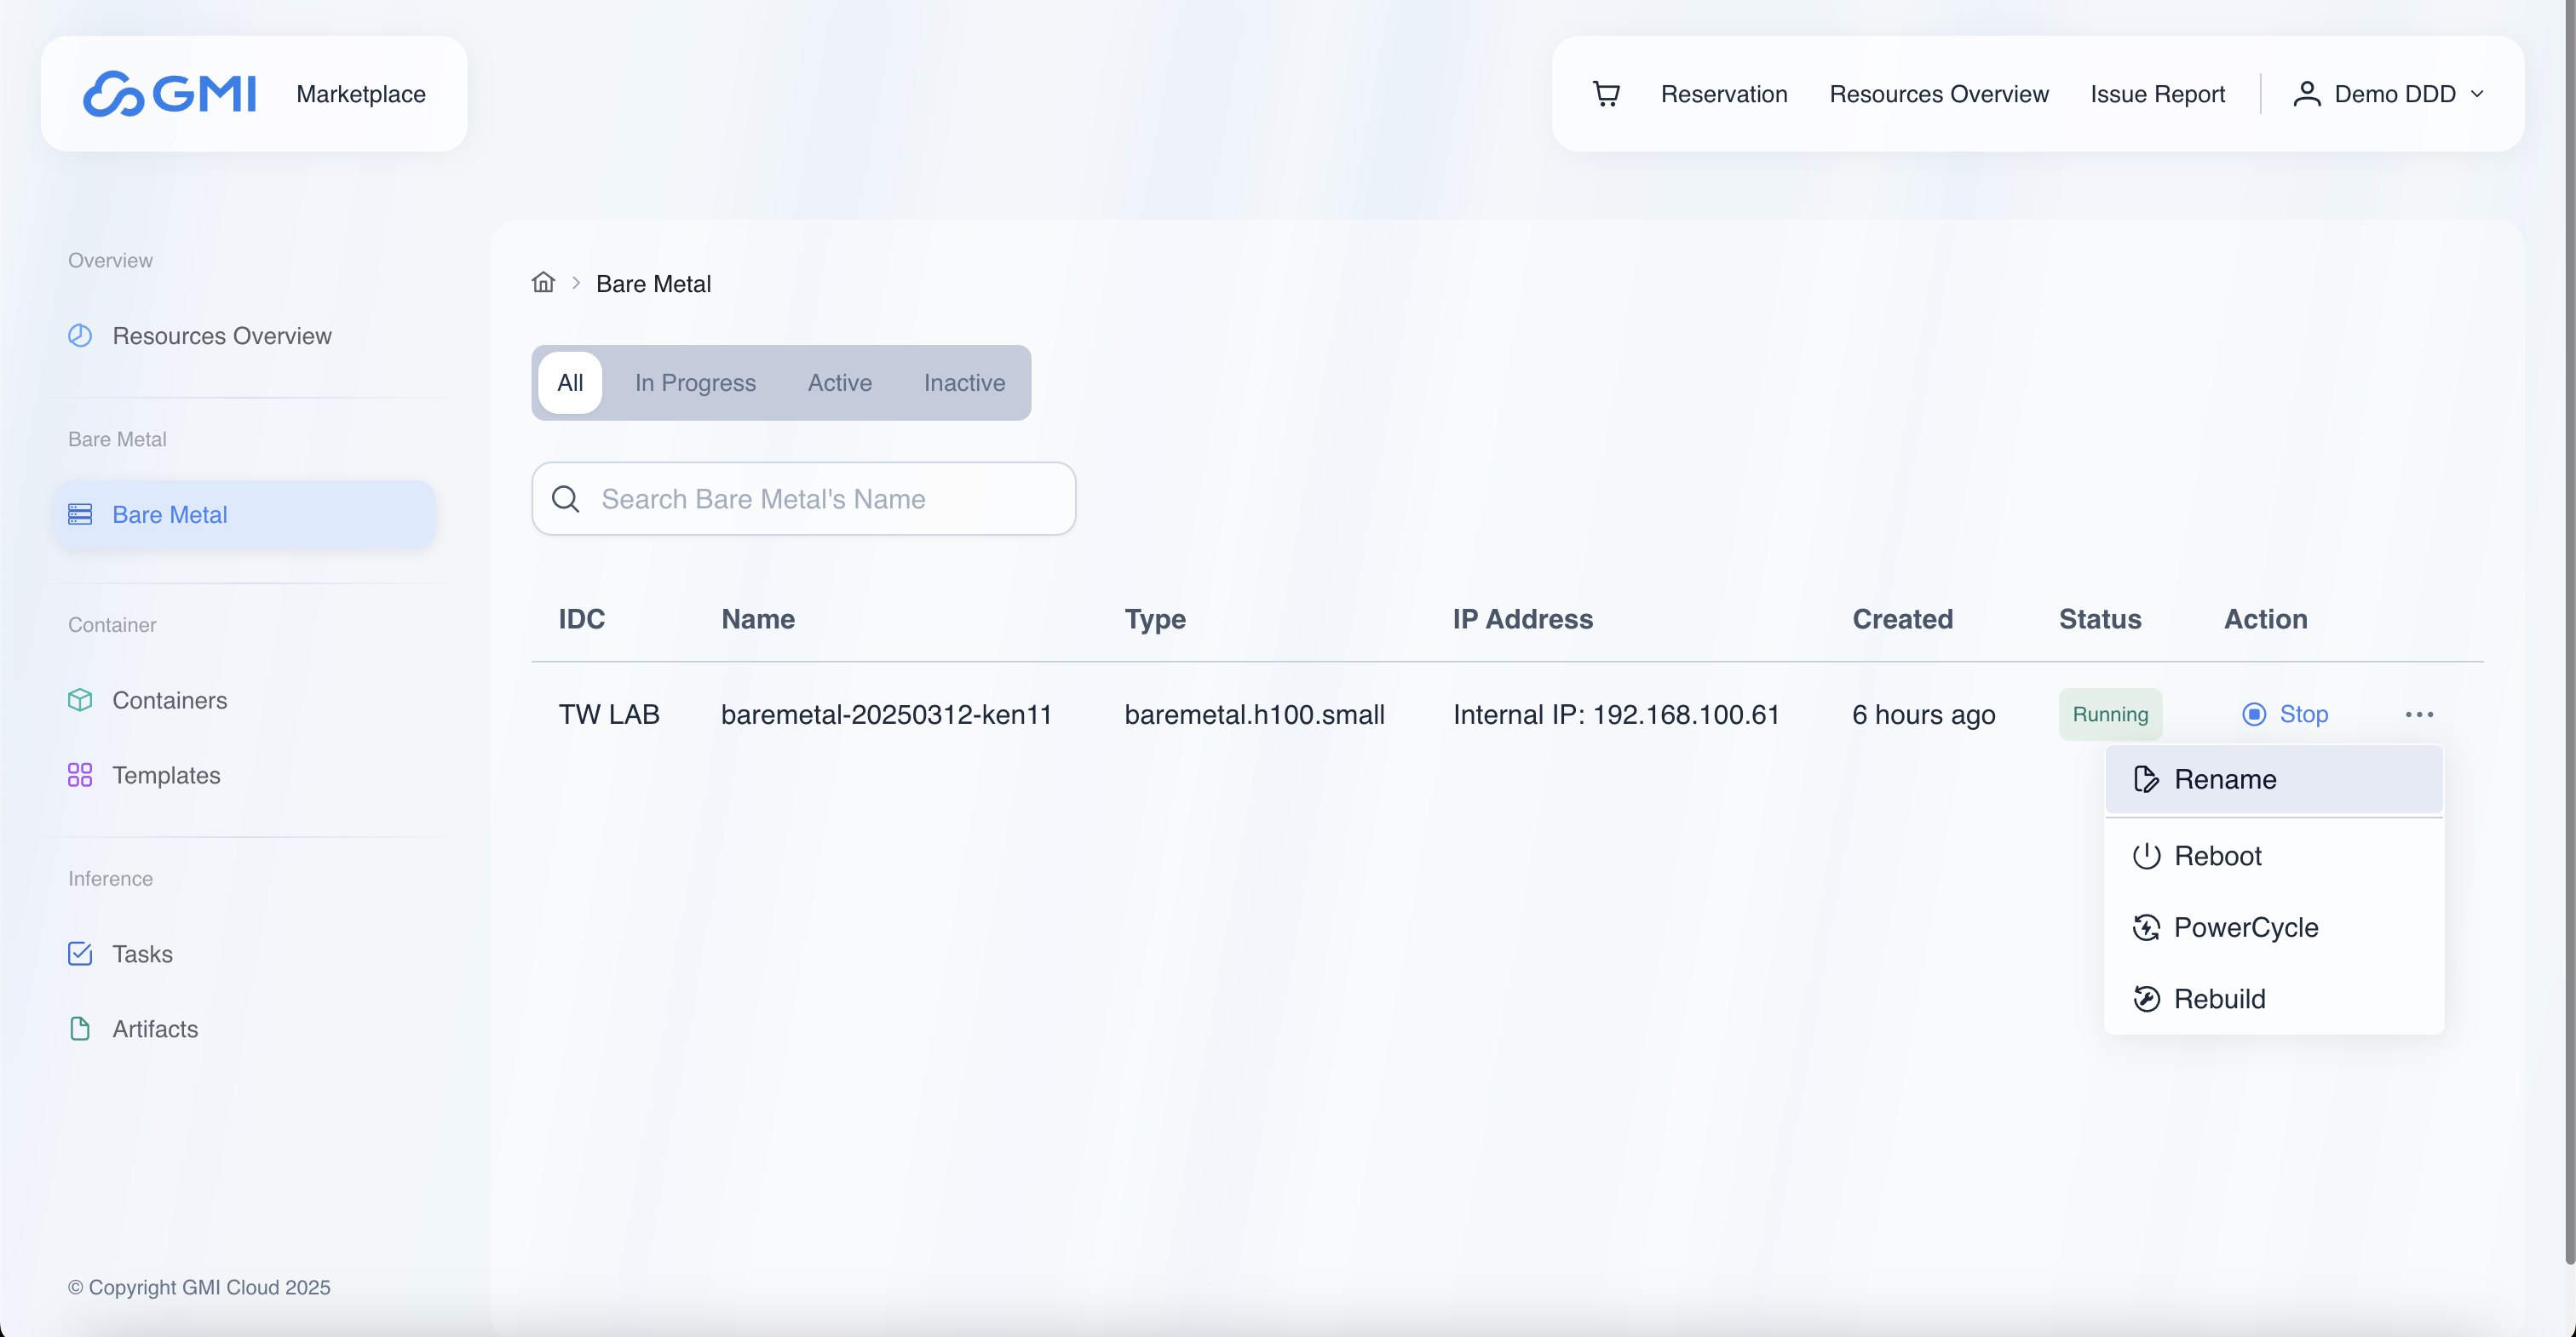 GMI
Marketplace
Reservation
Resources Overview
Issue Report
Demo DDD
Overview
Resources Overview
Bare Metal
Bare Metal
Container
Containers
Templates
Inference
Tasks
Artifacts
© Copyright GMI Cloud 2025
Bare Metal
All In Progress Active Inactive
Search Bare Metal's Name
IDC Name Type IP Address Created Status Action
TW LAB baremetal-20250312-ken11 baremetal.h100.small Internal IP: 192.168.100.61 6 hours ago Running Stop
Rename
Reboot
PowerCycle
Rebuild